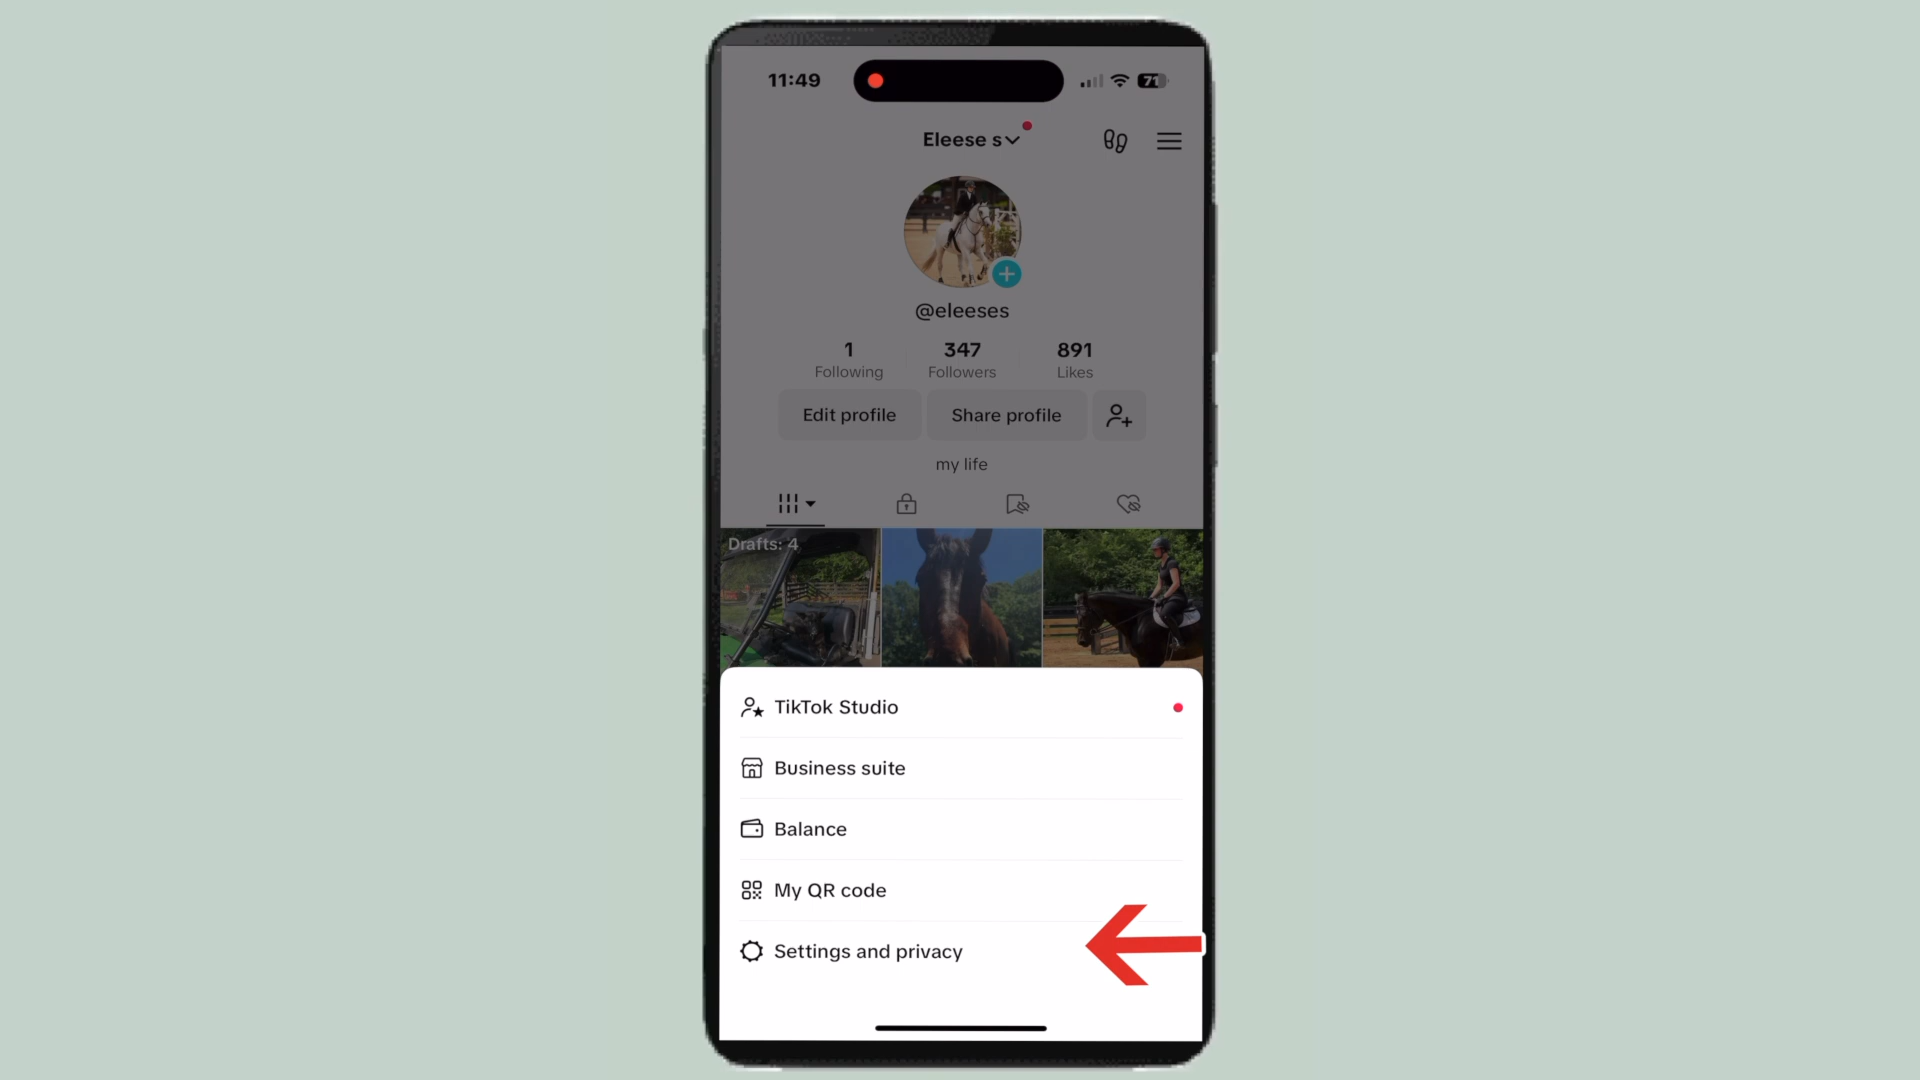 11:49
71
Eleese s
@eleeses
1 347 891
Following Followers Likes
Edit profile Share profile
my life
Drafts: 4
TikTok Studio
Business suite
Balance
My QR code
Settings and privacy